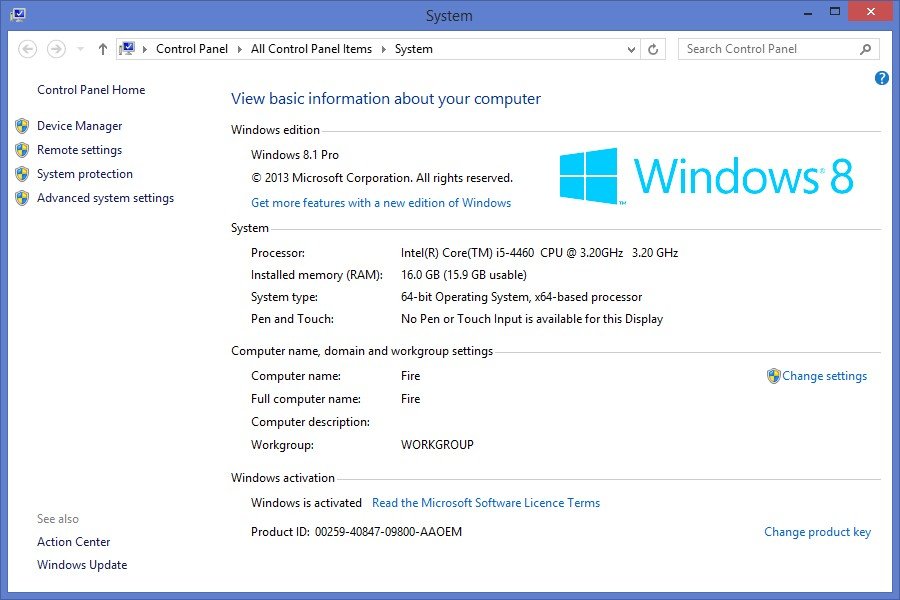 System
Control Panel All Control Panel Items System Search Control Panel
?
Control Panel Home
Device Manager
Remote settings
System protection
Advanced system settings
See also
Action Center
Windows Update
View basic information about your computer
Windows edition
Windows 8.1 Pro
© 2013 Microsoft Corporation. All rights reserved.
Get more features with a new edition of Windows
Windows® 8
™
System
Processor: Intel(R) Core(TM) i5-4460 CPU @ 3.20GHz 3.20 GHz
Installed memory (RAM): 16.0 GB (15.9 GB usable)
System type: 64-bit Operating System, x64-based processor
Pen and Touch: No Pen or Touch Input is available for this Display
Computer name, domain and workgroup settings
Computer name: Fire Change settings
Full computer name: Fire
Computer description:
Workgroup: WORKGROUP
Windows activation
Windows is activated Read the Microsoft Software Licence Terms
Product ID: 00259-40847-09800-AAOEM Change product key